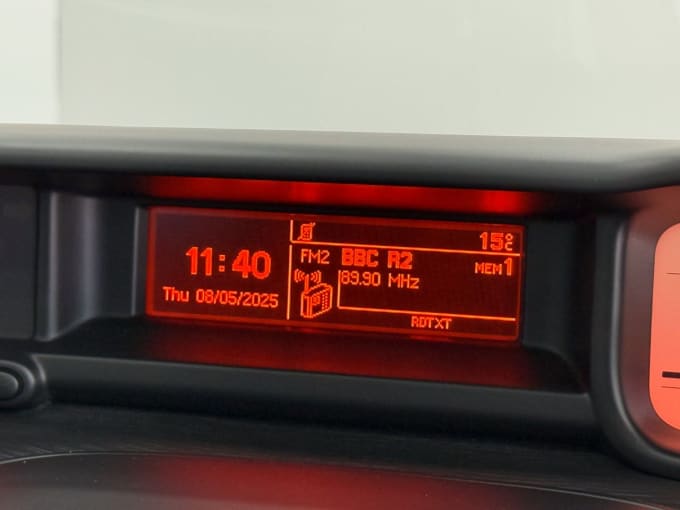 11:40
Thu 08/05/2025
15°C
FM2 BBC R2
MEM1
89.90 MHz
RDTXT